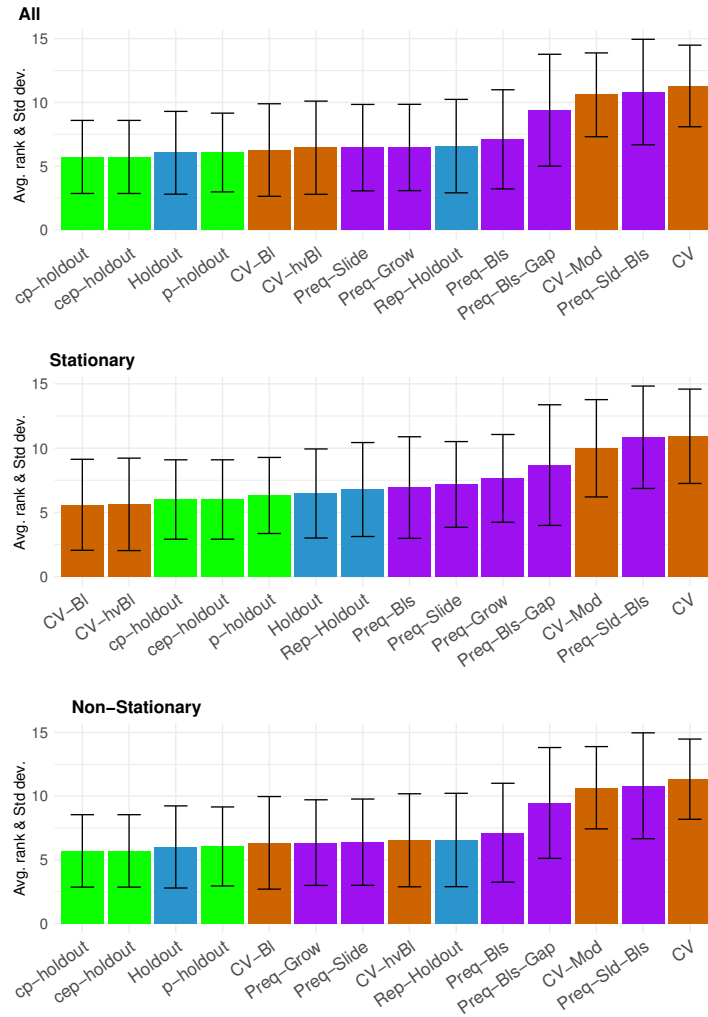 All
Avg. rank & Std dev.
15
10
5
0
cp−holdout
cep−holdout
Holdout
p−holdout
CV−Bl
CV−hvBl
Preq−Slide
Preq−Grow
Rep−Holdout
Preq−Bls
Preq−Bls−Gap
CV−Mod
Preq−Sld−Bls
CV
Stationary
Avg. rank & Std dev.
15
10
5
0
CV−Bl
CV−hvBl
cp−holdout
cep−holdout
p−holdout
Holdout
Rep−Holdout
Preq−Bls
Preq−Slide
Preq−Grow
Preq−Bls−Gap
CV−Mod
Preq−Sld−Bls
CV
Non−Stationary
Avg. rank & Std dev.
15
10
5
0
cp−holdout
cep−holdout
Holdout
p−holdout
CV−Bl
Preq−Grow
Preq−Slide
CV−hvBl
Rep−Holdout
Preq−Bls
Preq−Bls−Gap
CV−Mod
Preq−Sld−Bls
CV